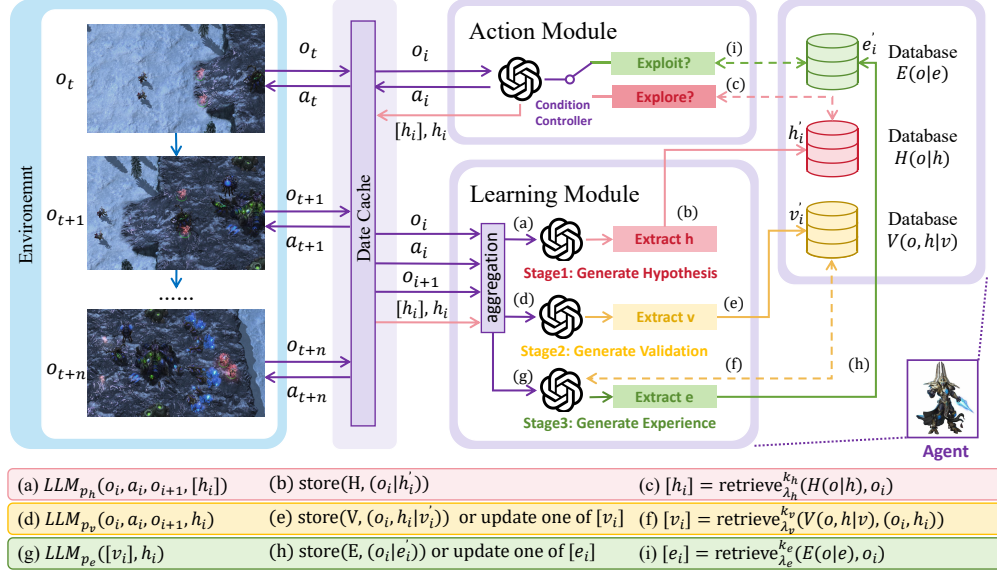 Environemnt
o_t
o_{t+1}
......
o_{t+n}
o_t
a_t
o_{t+1}
a_{t+1}
o_{t+n}
a_{t+n}
Date Cache
o_i
a_i
[h_i], h_i
Action Module
Condition
Controller
Exploit?
Explore?
(i)
(c)
Learning Module
o_i
a_i
o_{i+1}
[h_i], h_i
aggregation
(a)
Extract h
(b)
Stage1: Generate Hypothesis
(d)
Extract v
(e)
Stage2: Generate Validation
(f)
(g)
Extract e
(h)
Stage3: Generate Experience
e_i^'
Database
E(o|e)
h_i^'
Database
H(o|h)
v_i^'
Database
V(o, h|v)
Agent
(a) LLM_{p_h}(o_i, a_i, o_{i+1}, [h_i]) (b) store(H, (o_i|h_i^')) (c) [h_i] = retrieve_{λ_h}^{k_h}(H(o|h), o_i)
(d) LLM_{p_v}(o_i, a_i, o_{i+1}, h_i) (e) store(V, (o_i, h_i|v_i^')) or update one of [v_i] (f) [v_i] = retrieve_{λ_v}^{k_v}(V(o, h|v), (o_i, h_i))
(g) LLM_{p_e}([v_i], h_i) (h) store(E, (o_i|e_i^')) or update one of [e_i] (i) [e_i] = retrieve_{λ_e}^{k_e}(E(o|e), o_i)